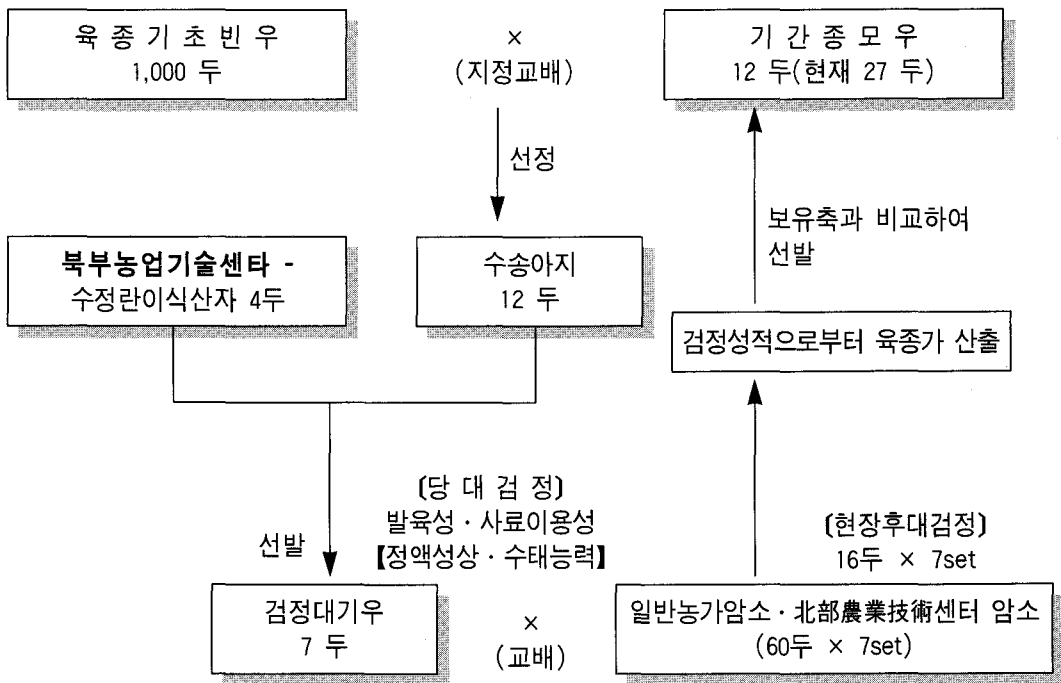 육 종 기 초 빈 우
1,000 두
×
(지정교배)
기 간 종 모 우
12 두(현재 27 두)
선정
보유축과 비교하여
선발
북부농업기술센타 -
수정란이식산자 4두
수송아지
12 두
검정성적으로부터 육종가 산출
선발
[당 대 검 정]
발육성 · 사료이용성
【정액성상 · 수태능력】
[현장후대검정]
16두 × 7set
검정대기우
7 두
×
(교배)
일반농가암소 · 北部農業技術센터 암소
(60두 × 7set)